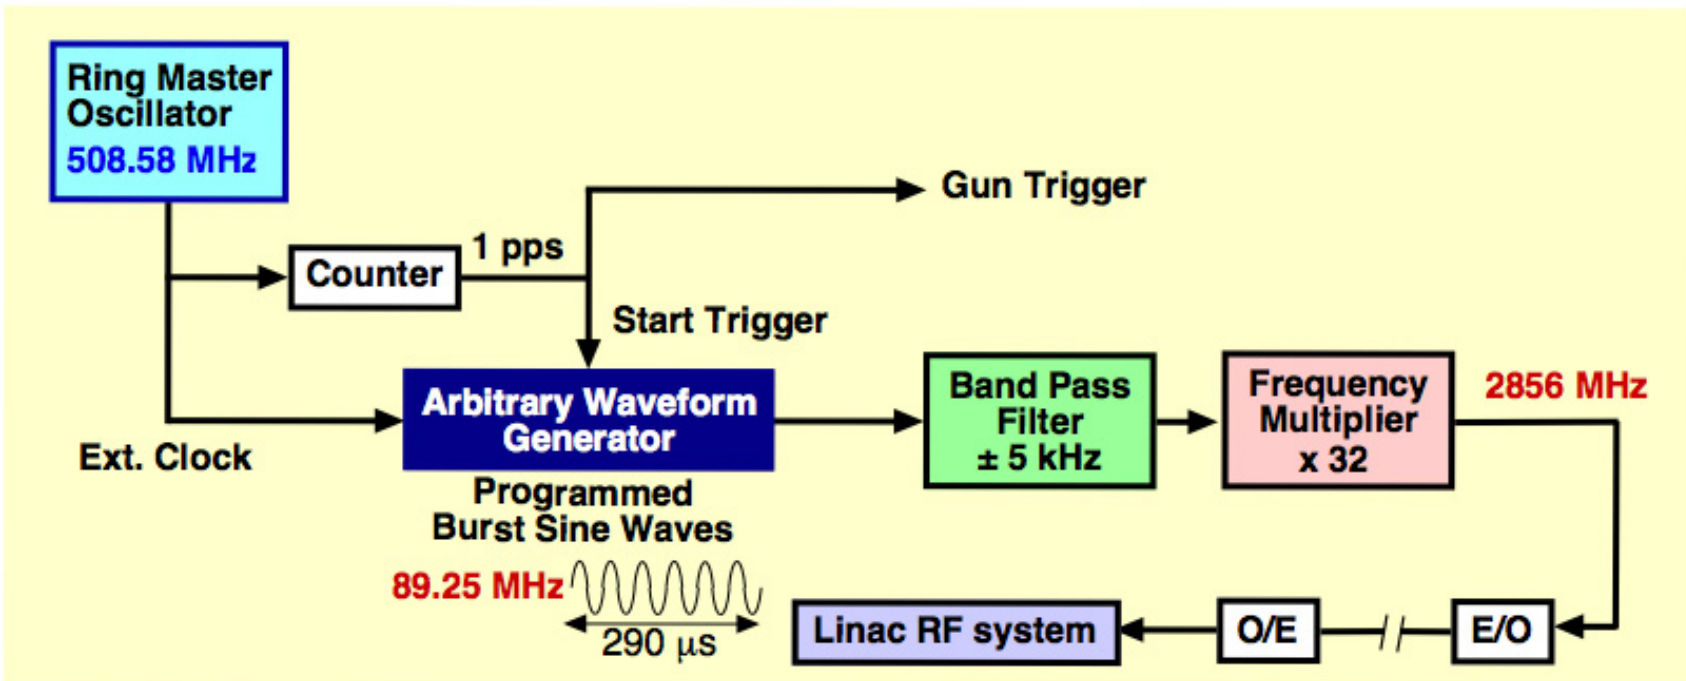 Ring Master
Oscillator
508.58 MHz
Gun Trigger
1 pps
Counter
Start Trigger
Ext. Clock
Arbitrary Waveform
Generator
Programmed
Burst Sine Waves
89.25 MHz
290 μs
Band Pass
Filter
± 5 kHz
Frequency
Multiplier
x 32
2856 MHz
E/O
O/E
Linac RF system